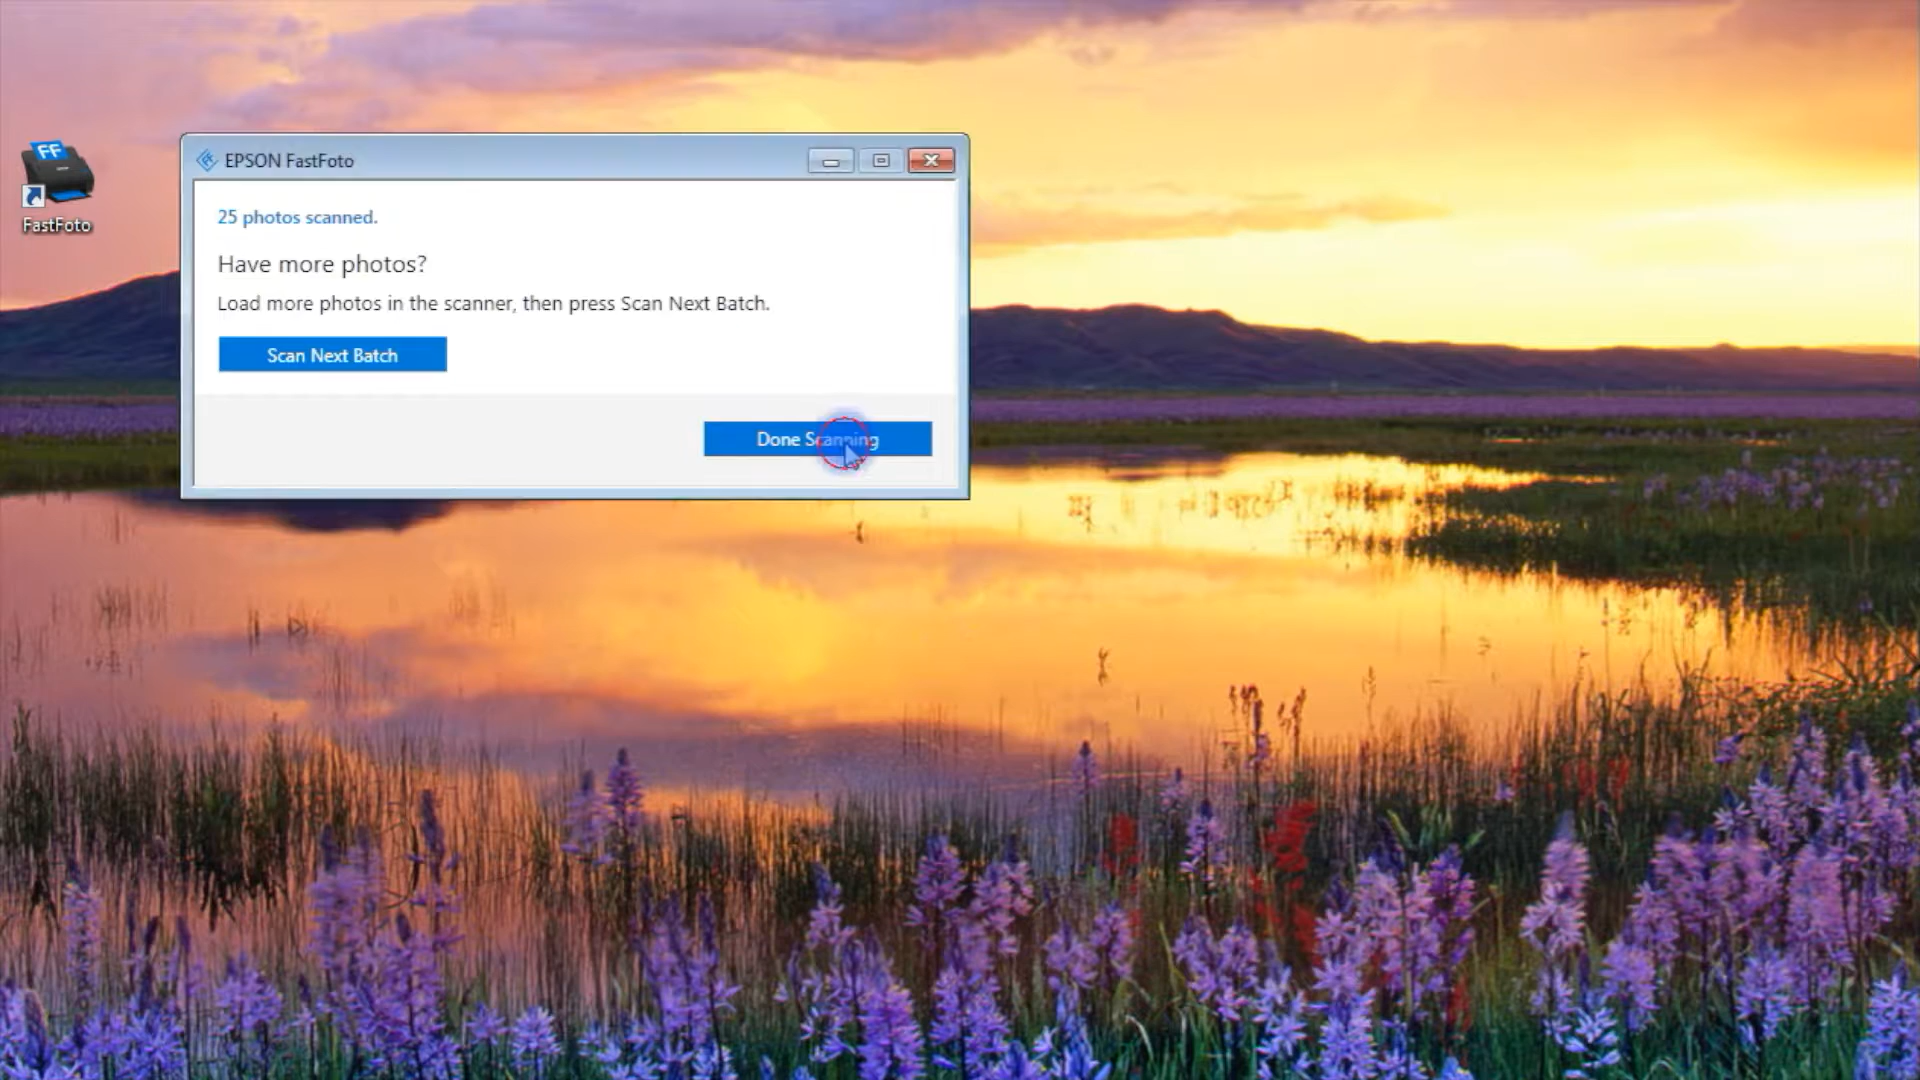 FF
FastFoto
EPSON FastFoto
25 photos scanned.
Have more photos?
Load more photos in the scanner, then press Scan Next Batch.
Scan Next Batch
Done Scanning